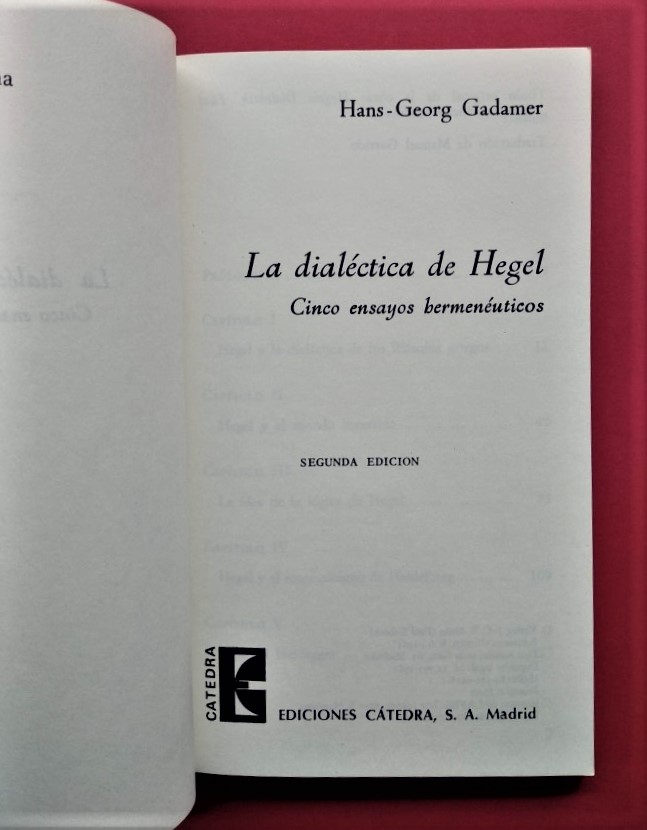 Hans-Georg Gadamer
La dialéctica de Hegel
Cinco ensayos hermenéuticos
SEGUNDA EDICION
CATEDRA
EDICIONES CÁTEDRA, S. A. Madrid